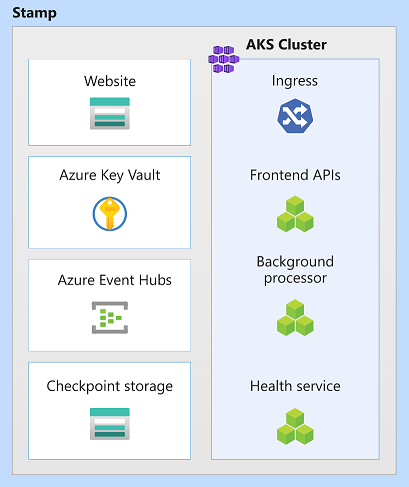 Stamp
AKS Cluster
Website
Azure Key Vault
Azure Event Hubs
Checkpoint storage
Ingress
Frontend APIs
Background
processor
Health service